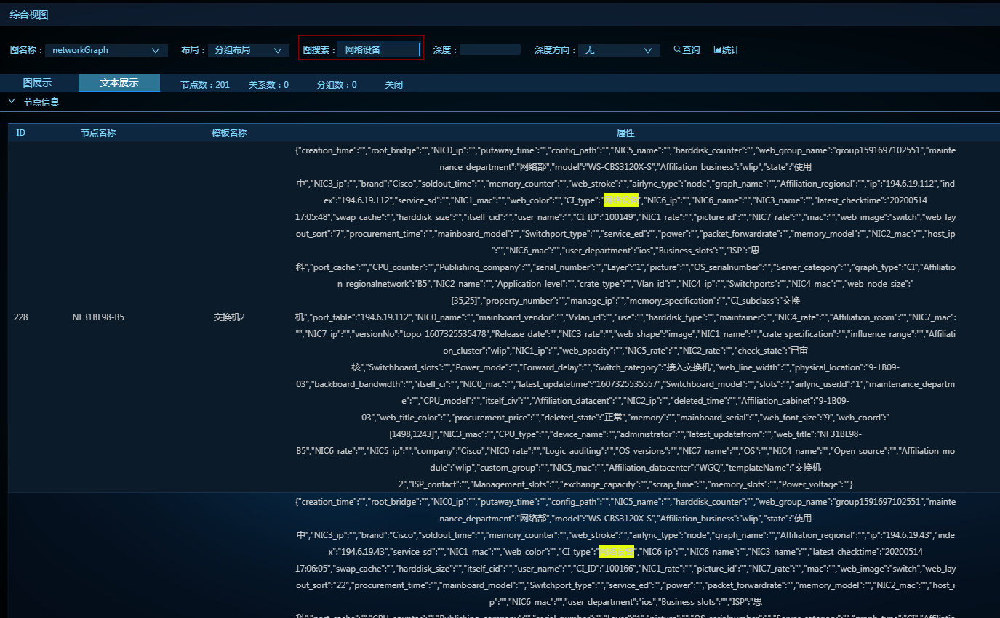 综合视图
图名称： networkGraph 布局： 分组布局 图搜索： 网络设备 深度： 深度方向： 无 查询 统计
图展示 文本展示 节点数：201 关系数：0 分组数：0 关闭
节点信息
ID 节点名称 模板名称 属性
{"creation_time":"","root_bridge":"","NIC0_ip":"","putaway_time":"","config_path":"","NIC5_name":"","harddisk_counter":"","web_group_name":"group1591697102551","mainte
nance_department":"网络部","model":"WS-CBS3120X-S","Affiliation_business":"wlip","state":"使用
中","NIC3_ip":"","brand":"Cisco","soldout_time":"","memory_counter":"","web_stroke":"","airlync_type":"node","graph_name":"","Affiliation_regional":"","ip":"194.6.19.112","ind
ex":"194.6.19.112","service_sd":"","NIC1_mac":"","web_color":"","CI_type":"网络设备","NIC6_ip":"","NIC6_name":"","NIC3_name":"","latest_checktime":"20200514
17:05:48","swap_cache":"","harddisk_size":"","itself_cid":"","user_name":"","CI_ID":"100149","NIC1_rate":"","picture_id":"","NIC7_rate":"","mac":"","web_image":"switch","web_lay
out_sort":"7","procurement_time":"","mainboard_model":"","Switchport_type":"","service_ed":"","power":"","packet_forwardrate":"","memory_model":"","NIC2_mac":"","host_ip
":"","NIC6_mac":"","user_department":"ios","Business_slots":"","ISP":"思
科","port_cache":"","CPU_counter":"","Publishing_company":"","serial_number":"","Layer":"1","picture":"","OS_serialnumber":"","Server_category":"","graph_type":"CI","Affiliatio
n_regionalnetwork":"B5","NIC2_name":"","Application_level":"","crate_type":"","Vlan_id":"","NIC4_ip":"","Switchports":"","NIC4_mac":"","web_node_size":"
[35,25]","property_number":"","manage_ip":"","memory_specification":"","CI_subclass":"交换
228 NF31BL98-B5 交换机2 机","port_table":"194.6.19.112","NIC0_name":"","mainboard_vendor":"","Vxlan_id":"","use":"","harddisk_type":"","maintainer":"","NIC4_rate":"","Affiliation_room":"","NIC7_mac":
"","NIC7_ip":"","versionNo":"topo_1607325535478","Release_date":"","NIC3_rate":"","web_shape":"image","NIC1_name":"","crate_specification":"","influence_range":"","Affiliati
on_cluster":"wlip","NIC1_ip":"","web_opacity":"","NIC5_rate":"","NIC2_rate":"","check_state":"已审
核","Switchboard_slots":"","Power_mode":"","Forward_delay":"","Switch_category":"接入交换机","web_line_width":"","physical_location":"9-1B09-
03","backboard_bandwidth":"","itself_ci":"","NIC0_mac":"","latest_updatetime":"1607325535557","Switchboard_model":"","slots":"","airlync_userId":"1","maintenance_departme
":"","CPU_model":"","itself_civ":"","Affiliation_datacent":"","NIC2_ip":"","deleted_time":"","Affiliation_cabinet":"9-1B09-
03","web_title_color":"","procurement_price":"","deleted_state":"正常","memory":"","mainboard_serial":"","web_font_size":"9","web_coord":"
[1498,1243]","NIC3_mac":"","CPU_type":"","device_name":"","administrator":"","latest_updatefrom":"","web_title":"NF31BL98-
B5","NIC6_rate":"","NIC5_ip":"","company":"Cisco","NIC0_rate":"","Logic_auditing":"","OS_versions":"","NIC7_name":"","OS":"","NIC4_name":"","Open_source":"","Affiliation_mo
dule":"wlip","custom_group":"","NIC5_mac":"","Affiliation_datacenter":"WGQ","templateName":"交换机
2","ISP_contact":"","Management_slots":"","exchange_capacity":"","scrap_time":"","memory_slots":"","Power_voltage":""}
{"creation_time":"","root_bridge":"","NIC0_ip":"","putaway_time":"","config_path":"","NIC5_name":"","harddisk_counter":"","web_group_name":"group1591697102551","mainte
nance_department":"网络部","model":"WS-CBS3120X-S","Affiliation_business":"wlip","state":"使用
中","NIC3_ip":"","brand":"Cisco","soldout_time":"","memory_counter":"","web_stroke":"","airlync_type":"node","graph_name":"","Affiliation_regional":"","ip":"194.6.19.43","inde
x":"194.6.19.43","service_sd":"","NIC1_mac":"","web_color":"","CI_type":"网络设备","NIC6_ip":"","NIC6_name":"","NIC3_name":"","latest_checktime":"20200514
17:06:05","swap_cache":"","harddisk_size":"","itself_cid":"","user_name":"","CI_ID":"100166","NIC1_rate":"","picture_id":"","NIC7_rate":"","mac":"","web_image":"switch","web_lay
out_sort":"22","procurement_time":"","mainboard_model":"","Switchport_type":"","service_ed":"","power":"","packet_forwardrate":"","memory_model":"","NIC2_mac":"","host_i
p":"","NIC6_mac":"","user_department":"ios","Business_slots":"","ISP":"思
科","port_cache":"","CPU_counter":"","Publishing_company":"","serial_number":"","Layer":"1","picture":"","OS_serialnumber":"","Server_category":"","graph_type":"CI","Affiliatio